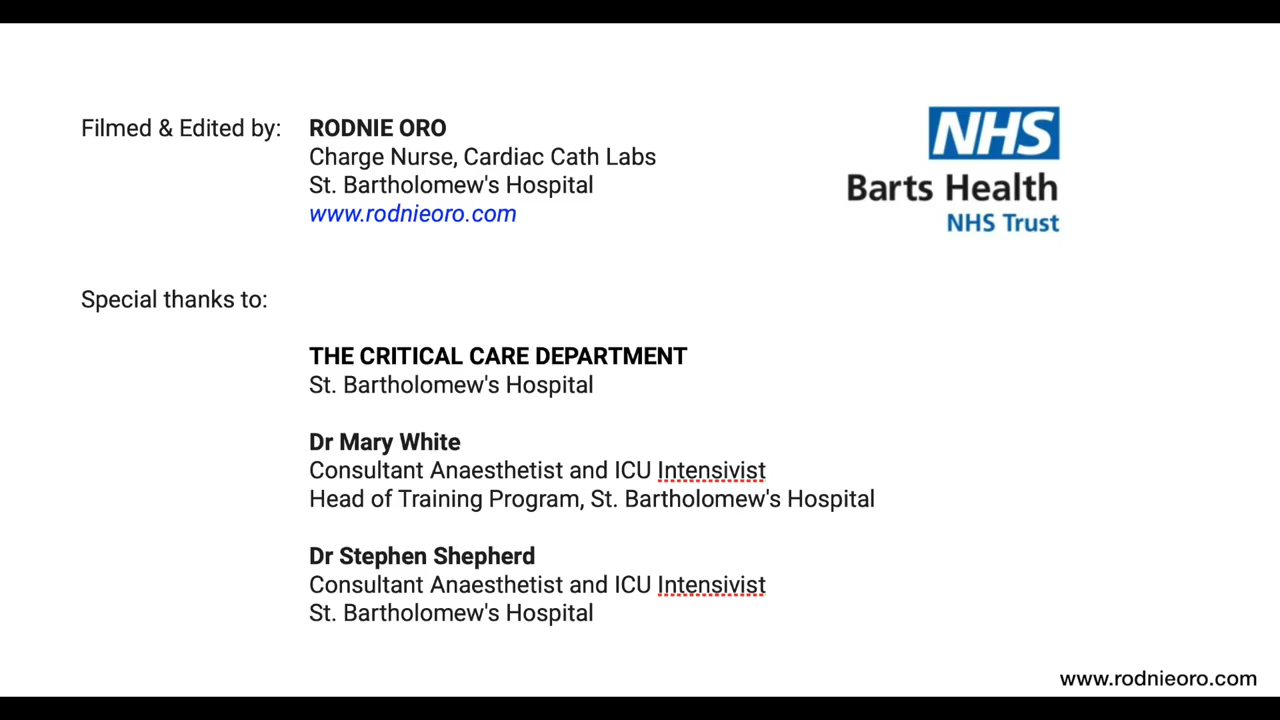 Filmed & Edited by: RODNIE ORO
Charge Nurse, Cardiac Cath Labs
St. Bartholomew's Hospital
www.rodnieoro.com
NHS
Barts Health
NHS Trust
Special thanks to:
THE CRITICAL CARE DEPARTMENT
St. Bartholomew's Hospital
Dr Mary White
Consultant Anaesthetist and ICU Intensivist
Head of Training Program, St. Bartholomew's Hospital
Dr Stephen Shepherd
Consultant Anaesthetist and ICU Intensivist
St. Bartholomew's Hospital
www.rodnieoro.com